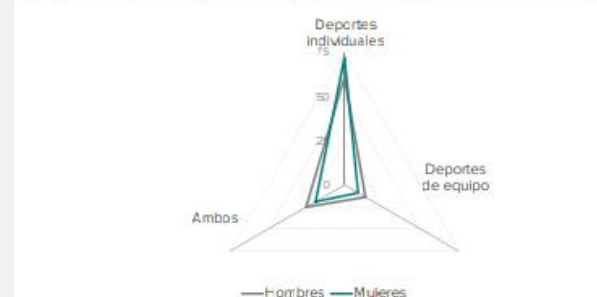 Deportes
individuales
75
50
25
0
Deportes
de equipo
Ambos
Hombres Mujeres